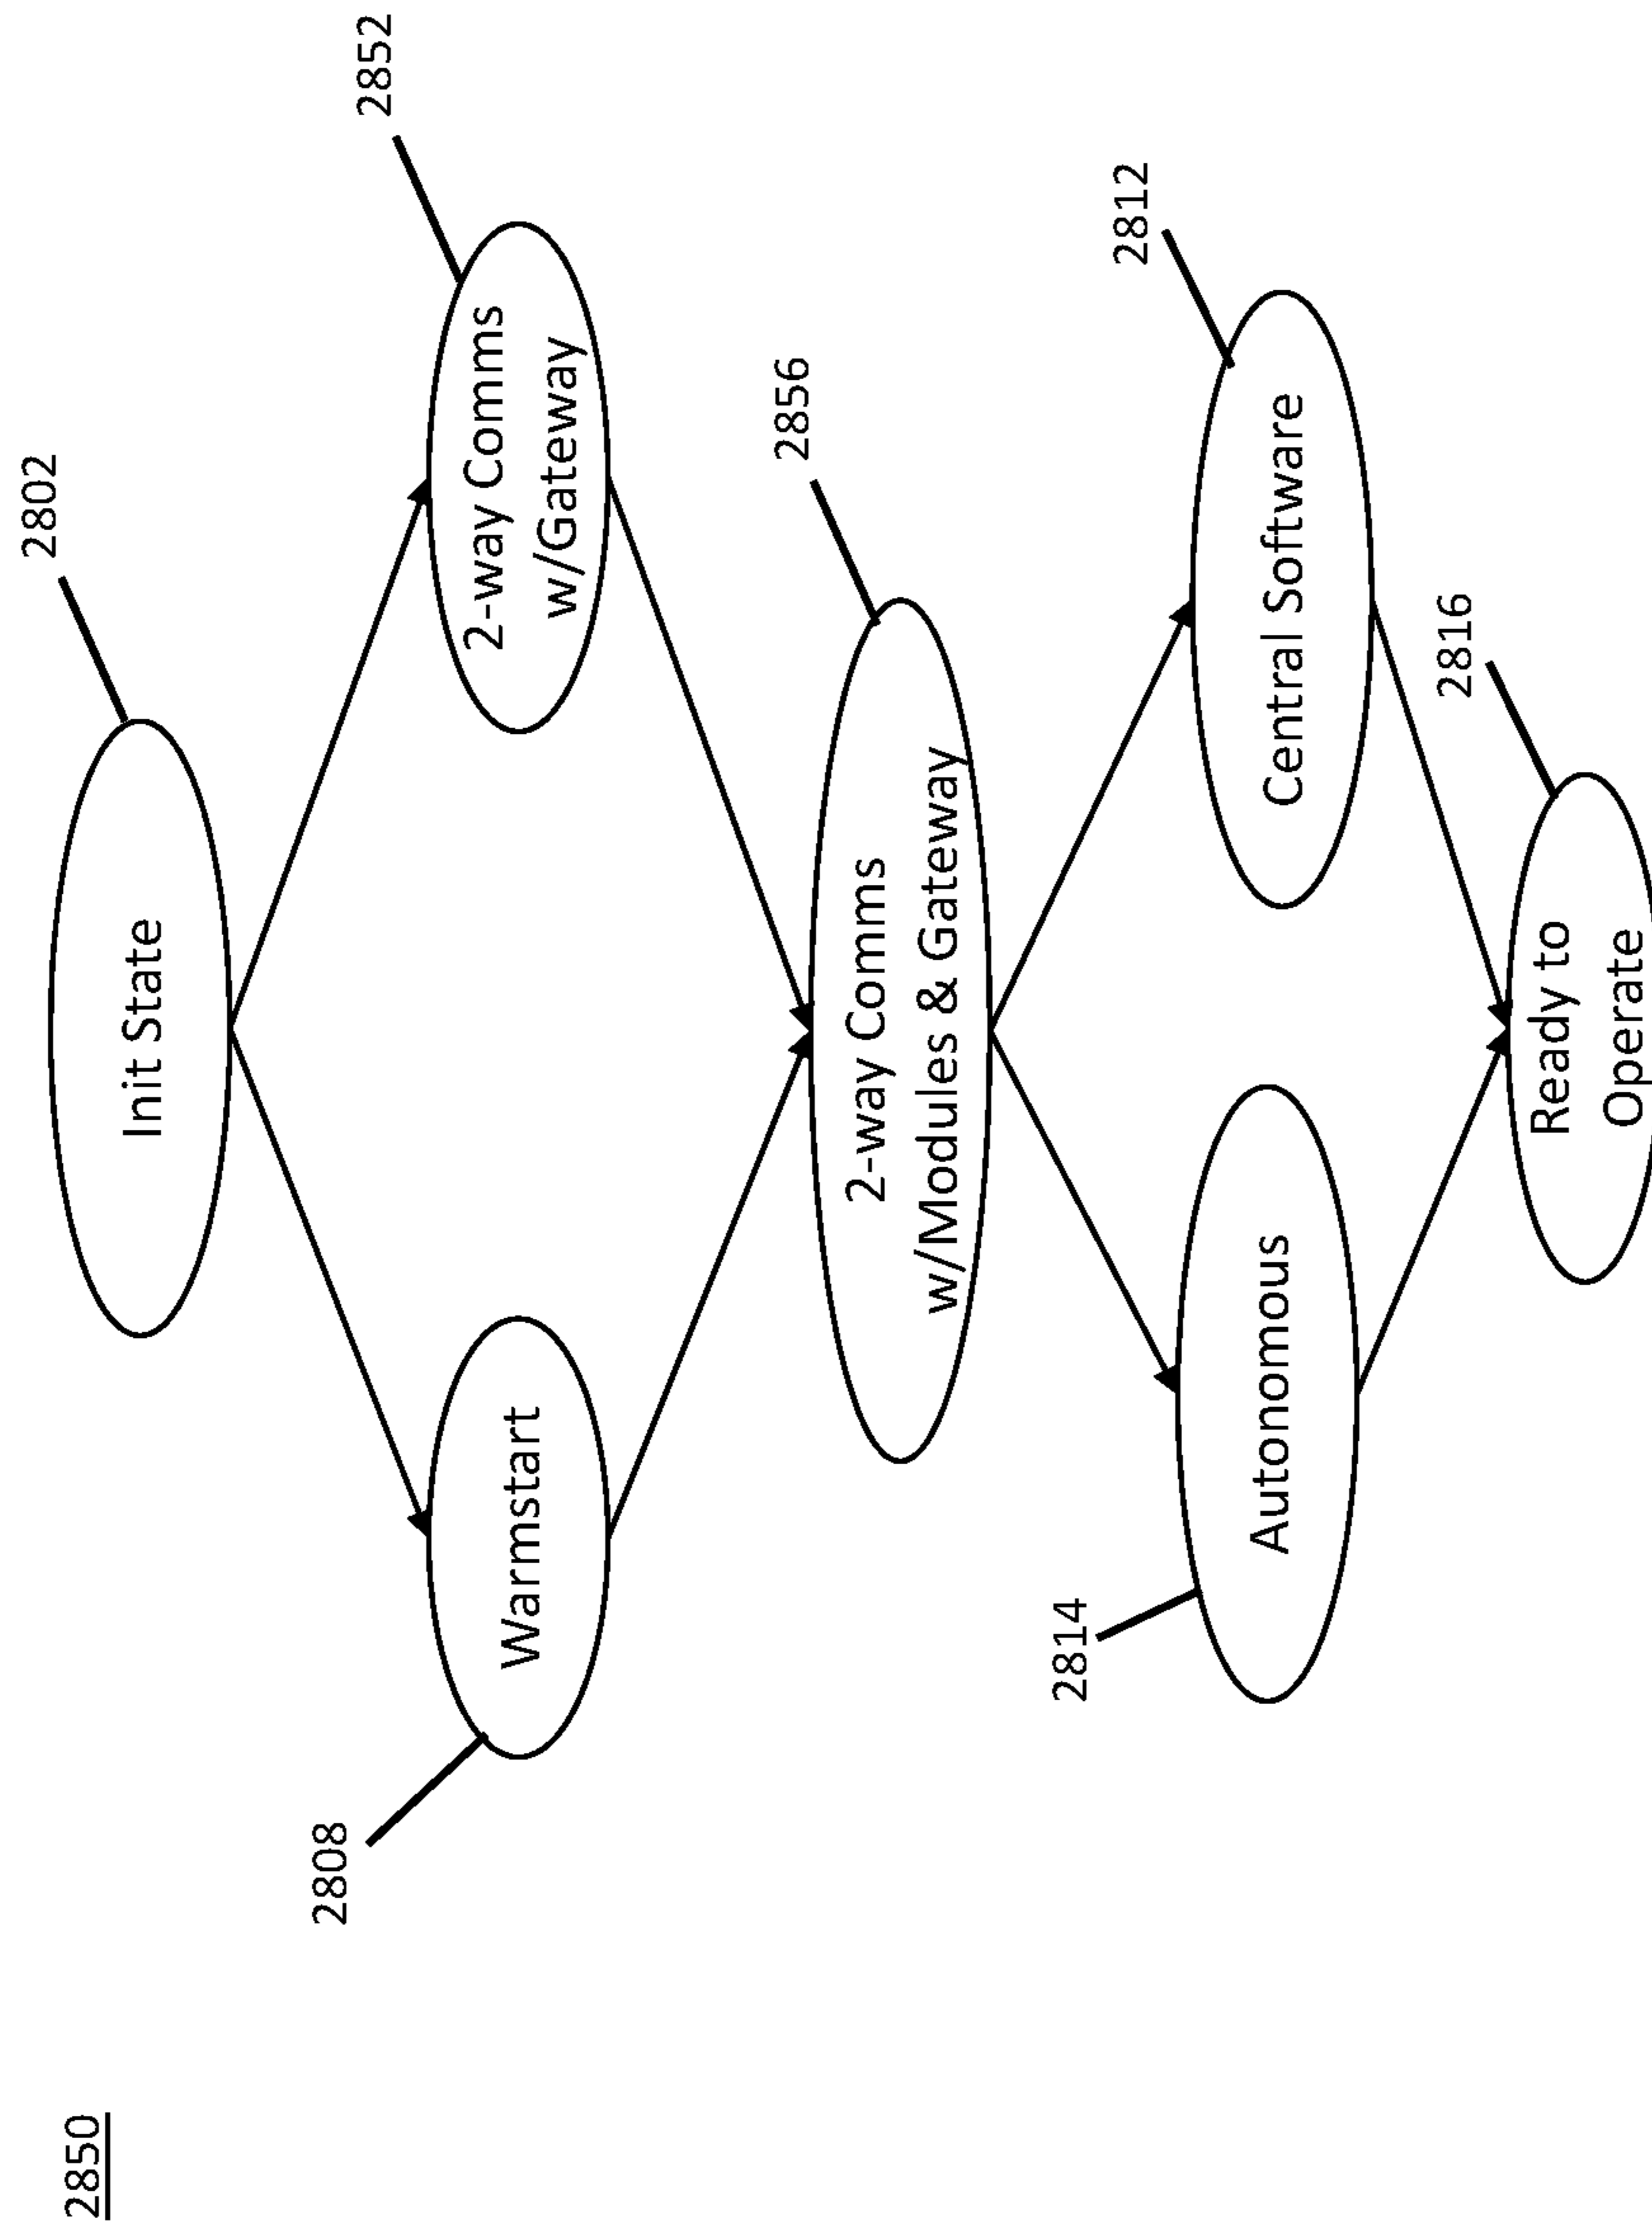 2850
2802
Init State
2808
2852
Warmstart
2-way Comms
w/Gateway
2856
2-way Comms
w/Modules & Gateway
2814
2812
Autonomous
Central Software
2816
Ready to
Operate